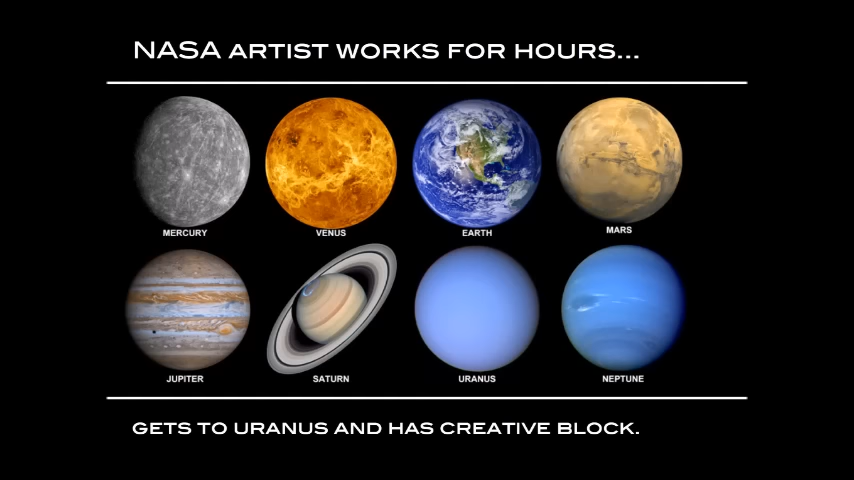 NASA ARTIST WORKS FOR HOURS...
MERCURY VENUS EARTH MARS
JUPITER SATURN URANUS NEPTUNE
GETS TO URANUS AND HAS CREATIVE BLOCK.